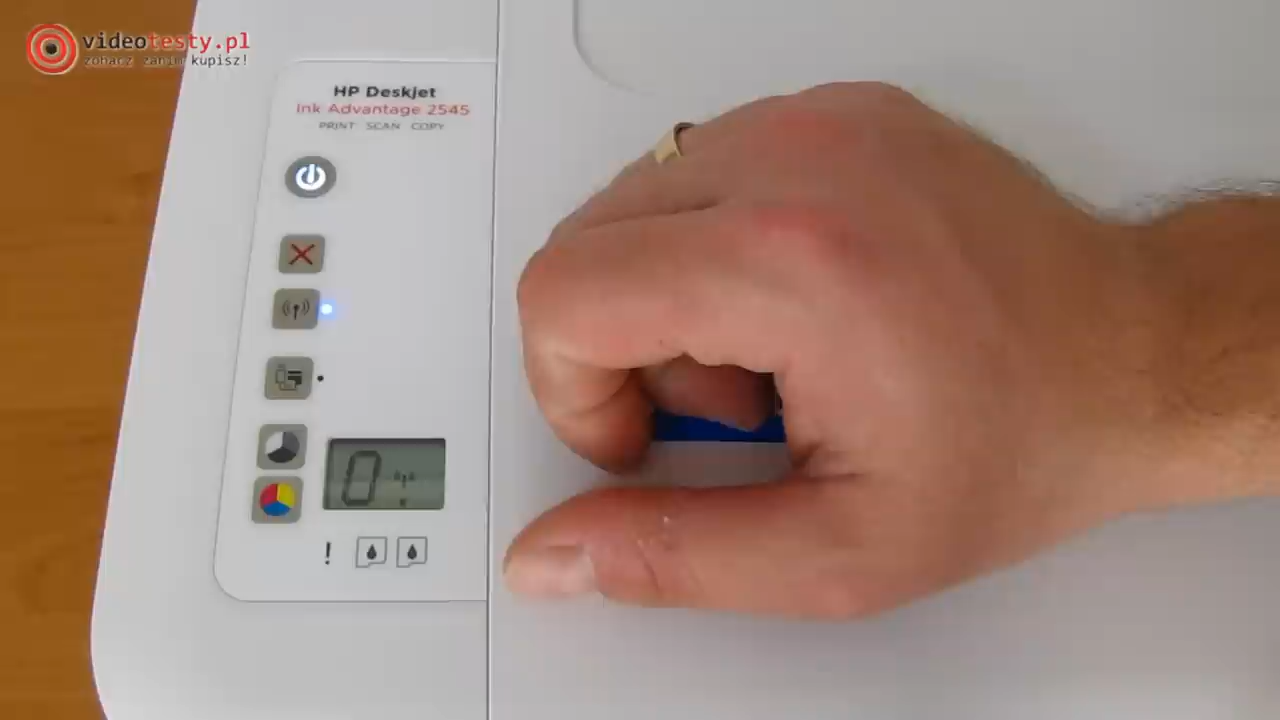 videotesty.pl
zobacz zanim kupisz!
HP Deskjet
Ink Advantage 2545
PRINT SCAN COPY
0
!